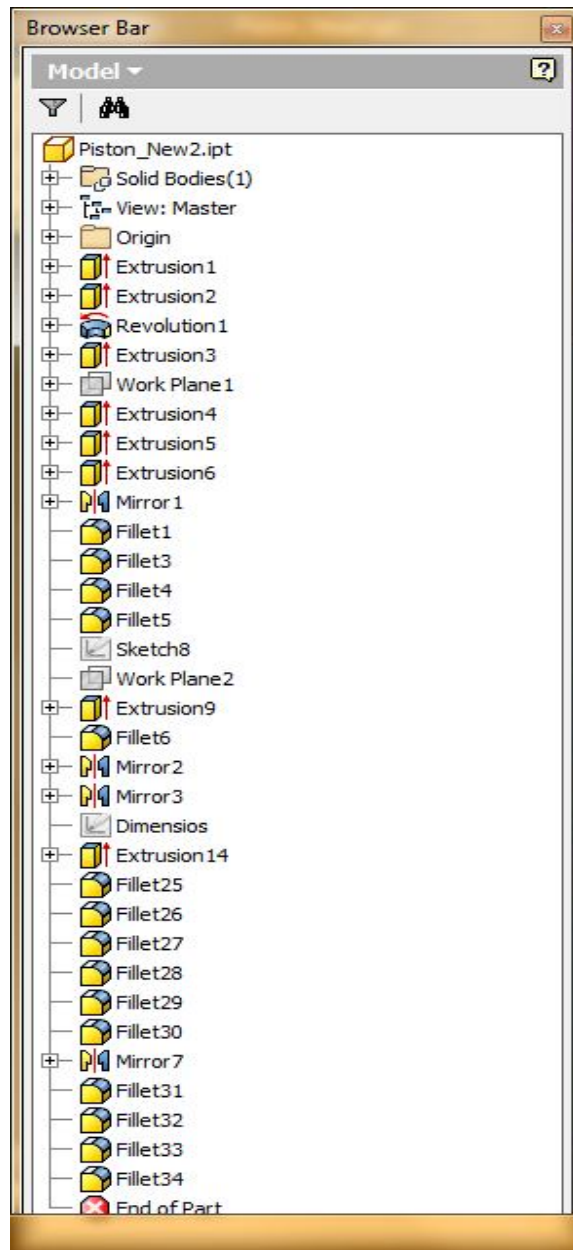 Browser Bar
Model
Piston_New2.ipt
Solid Bodies(1)
View: Master
Origin
Extrusion1
Extrusion2
Revolution1
Extrusion3
Work Plane1
Extrusion4
Extrusion5
Extrusion6
Mirror1
Fillet1
Fillet3
Fillet4
Fillet5
Sketch8
Work Plane2
Extrusion9
Fillet6
Mirror2
Mirror3
Dimensios
Extrusion14
Fillet25
Fillet26
Fillet27
Fillet28
Fillet29
Fillet30
Mirror7
Fillet31
Fillet32
Fillet33
Fillet34
End of Part